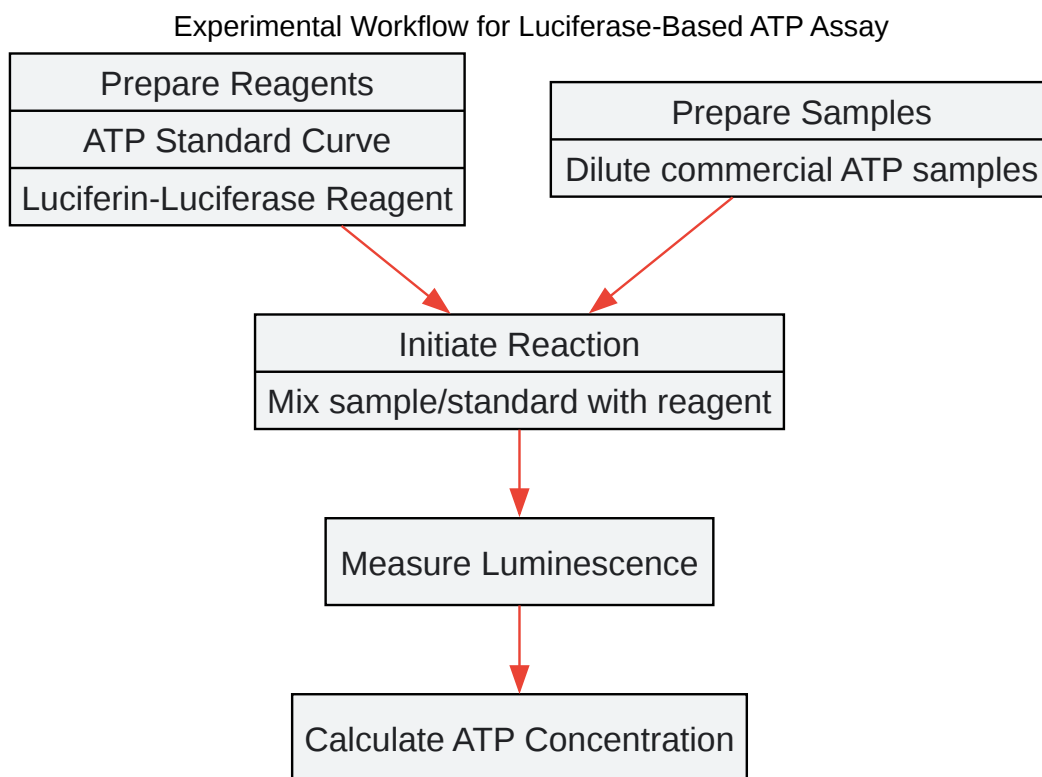 Experimental Workflow for Luciferase-Based ATP Assay
Prepare Reagents
ATP Standard Curve
Luciferin-Luciferase Reagent
Prepare Samples
Dilute commercial ATP samples
Initiate Reaction
Mix sample/standard with reagent
Measure Luminescence
Calculate ATP Concentration